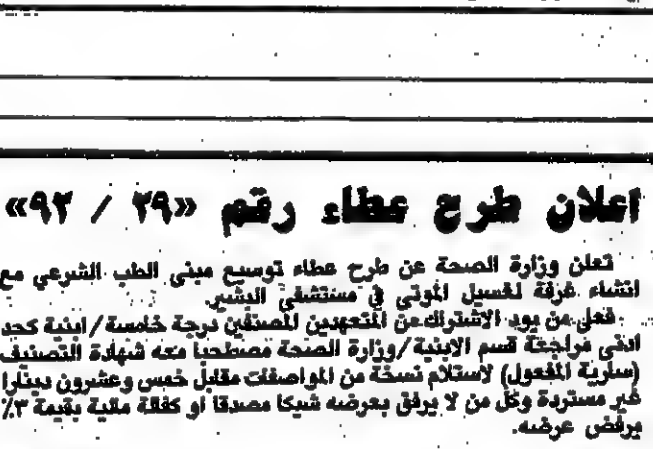 اعلان طرح عطاء رقم «٢٩ / ٩٢»
تعلن وزارة الصحة عن طرح عطاء توسيع مبنى الطب الشرعي مع
انشاء غرفة لغسيل الموتى في مستشفى البشير.
فعلى من يود الاشتراك من المتعهدين المصنفين درجة خامسة/ابنية كحد
ادنى مراجعة قسم الابنية/وزارة الصحة مصطحبا معه شهادة التصنيف
(سارية المفعول) لاستلام نسخة من المواصفات مقابل خمس وعشرون دينارا
غير مستردة وكل من لا يرفق بعرضه شيكا مصدقا او كفالة مالية بقيمة ٣٪
يرفض عرضه.